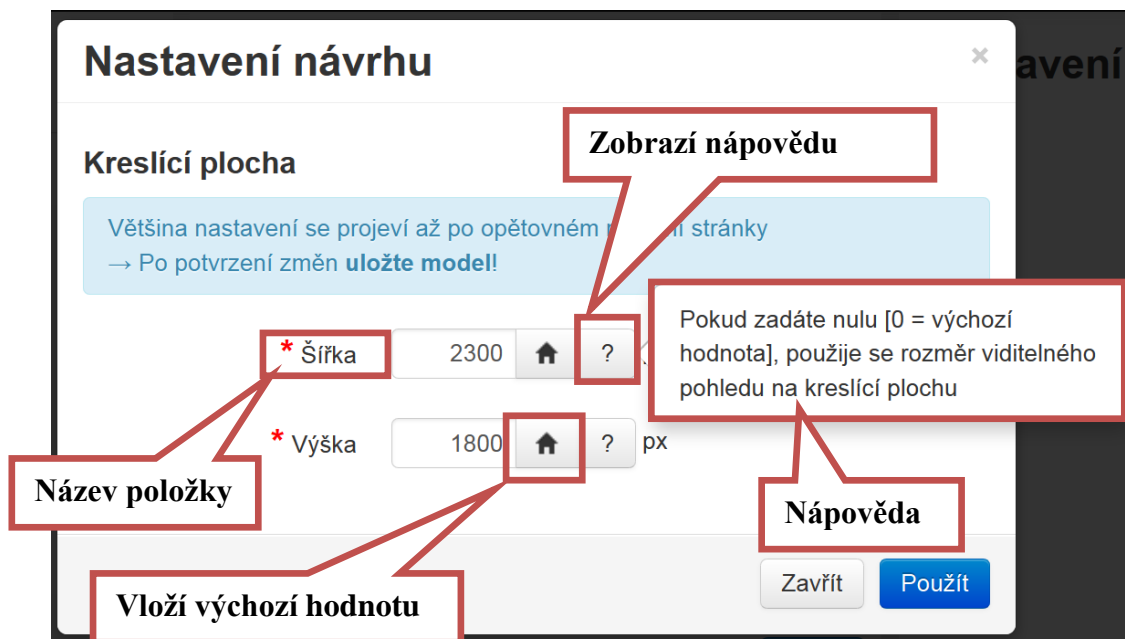 Nastavení návrhu ×
avení
Zobrazí nápovědu
Kreslící plocha
Většina nastavení se projeví až po opětovném stránky
→ Po potvrzení změn uložte model!
* Šířka 2300 ?
Pokud zadáte nulu [0 = výchozí
hodnota], použije se rozměr viditelného
pohledu na kreslící plochu
* Výška 1800 ? px
Název položky
Nápověda
Vloží výchozí hodnotu
Zavřít Použít